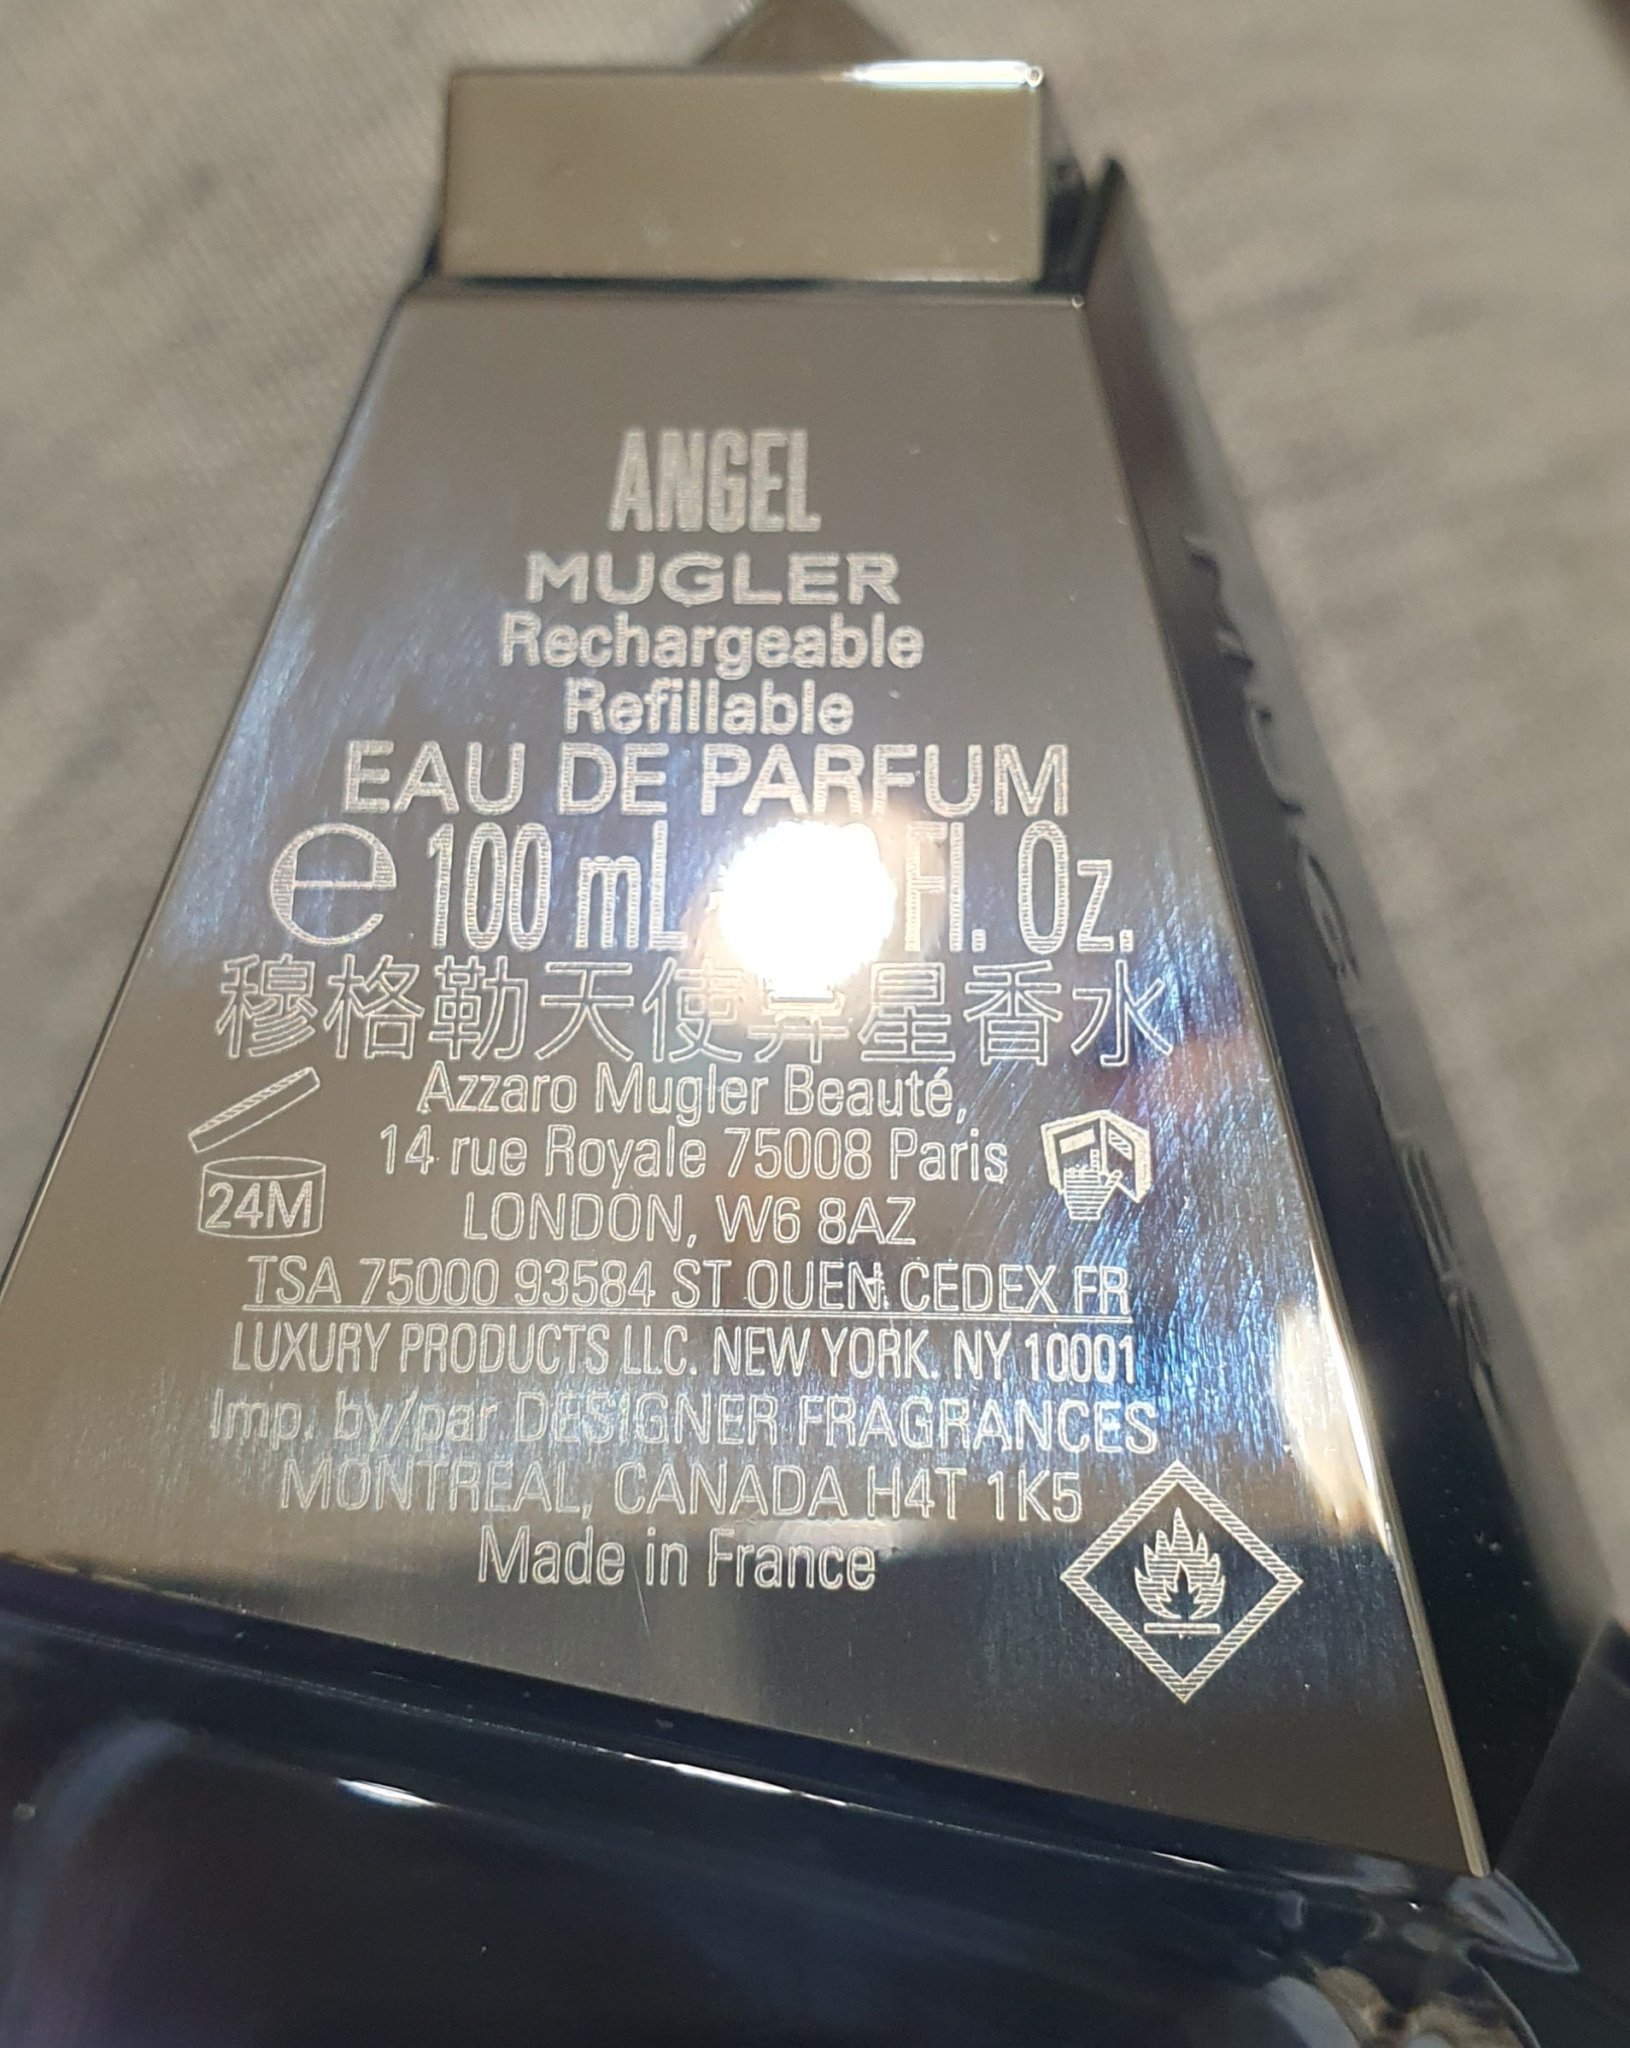 ANGEL
MUGLER
Rechargeable
Refillable
EAU DE PARFUM
e 100 mL Fl. Oz.
穆格勒天使异星香水
Azzaro Mugler Beauté,
14 rue Royale 75008 Paris
LONDON, W6 8AZ
24M
TSA 75000 93584 ST OUEN CEDEX FR
LUXURY PRODUCTS LLC. NEW YORK. NY 10001
Imp. by/par DESIGNER FRAGRANCES
MONTREAL, CANADA H4T 1K5
Made in France